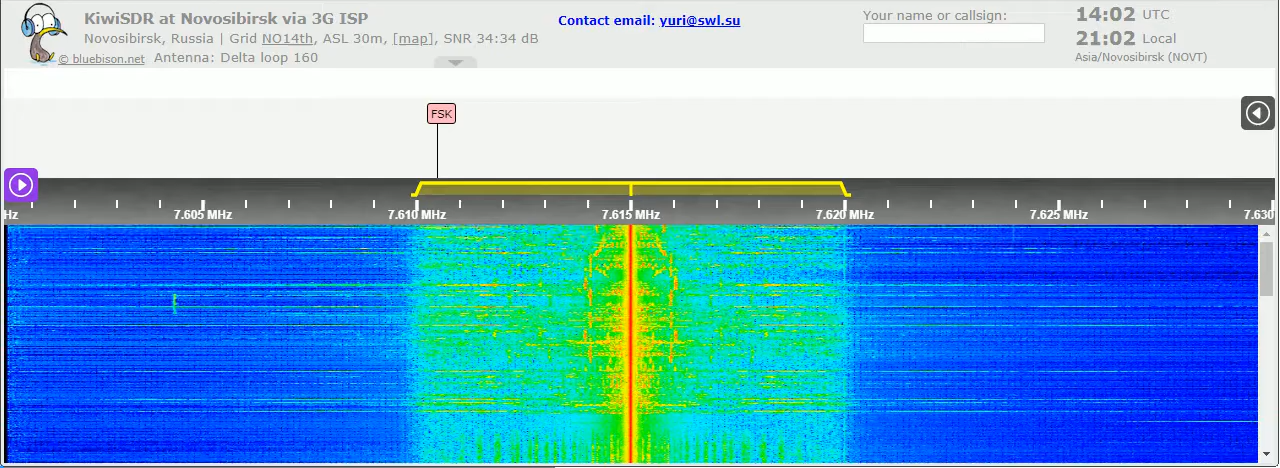 KiwiSDR at Novosibirsk via 3G ISP
Novosibirsk, Russia | Grid NO14th, ASL 30m, [map], SNR 34:34 dB
© bluebison.net Antenna: Delta loop 160
Contact email: yuri@swl.su
Your name or callsign:
14:02 UTC
21:02 Local
Asia/Novosibirsk (NOVT)
FSK
Hz 7.605 MHz 7.610 MHz 7.615 MHz 7.620 MHz 7.625 MHz 7.630